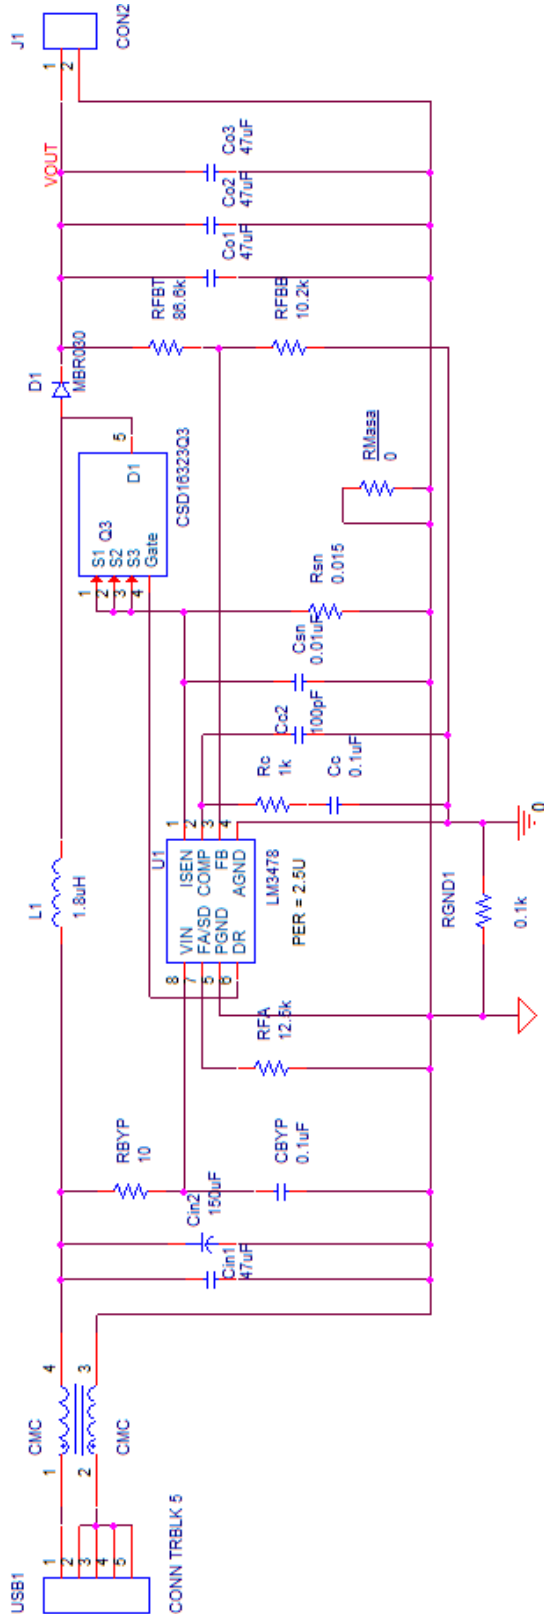 USB1
1
2
3
4
5
CONN TRBLK 5
CMC
1
4
2
3
CMC
Cin1
47uF
Cin2
150uF
RBYP
10
CBYP
0.1uF
RFA
12.5k
L1
1.8uH
U1
8
7
5
6
VIN
FA/SD
PGND
DR
ISEN
COMP
FB
AGND
1
2
3
4
LM3478
PER = 2.5U
RGND1
0.1k
0
Rc
1k
Cc
0.1uF
Cc2
100pF
Csn
0.01uF
Rsn
0.015
RMasa
0
1
2
3
4
S1
S2
S3
Gate
Q3
D1
5
CSD16323Q3
D1
MBR030
RFBT
86.6k
RFBB
10.2k
Co1
47uF
Co2
47uF
Co3
47uF
VOUT
J1
1
2
CON2